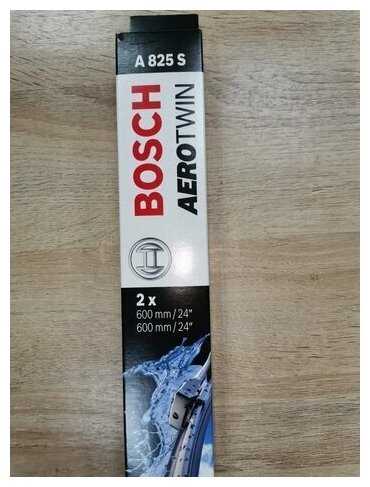 A 825 S
BOSCH
AEROTWIN
2 x
600 mm / 24"
600 mm / 24"